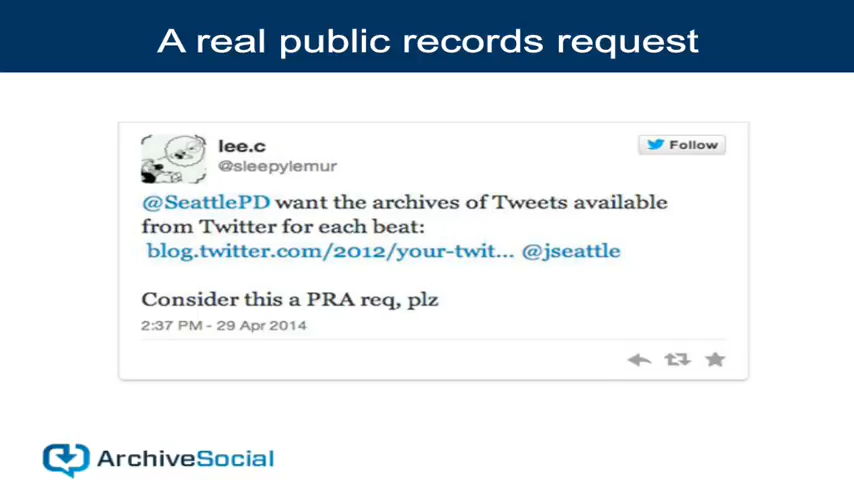 A real public records request
lee.c
@sleepylemur
Follow
@SeattlePD want the archives of Tweets available
from Twitter for each beat:
blog.twitter.com/2012/your-twit... @jseattle
Consider this a PRA req, plz
2:37 PM - 29 Apr 2014
ArchiveSocial